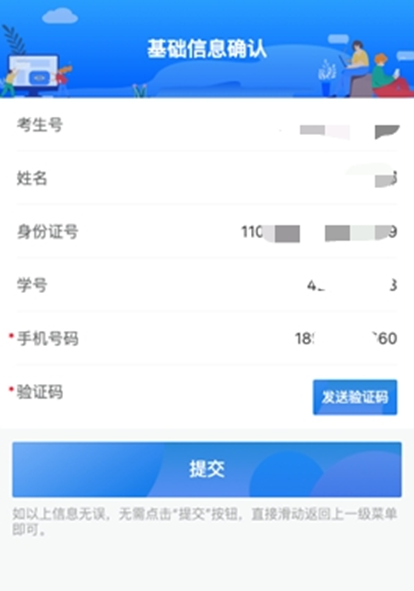 基础信息确认
考生号
姓名
身份证号 110 9
学号 4 8
*手机号码 18 60
*验证码 发送验证码
提交
如以上信息无误，无需点击“提交”按钮，直接滑动返回上一级菜单
即可。